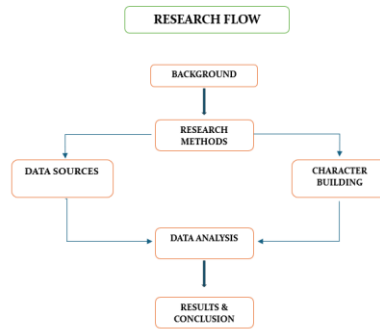 RESEARCH FLOW
BACKGROUND
RESEARCH
METHODS
DATA SOURCES
CHARACTER
BUILDING
DATA ANALYSIS
RESULTS &
CONCLUSION